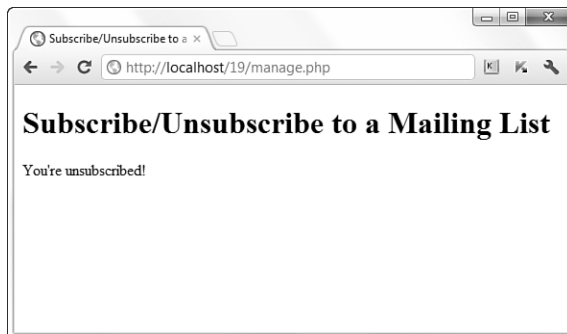 Subscribe/Unsubscribe to a
http://localhost/19/manage.php
Subscribe/Unsubscribe to a Mailing List
You're unsubscribed!